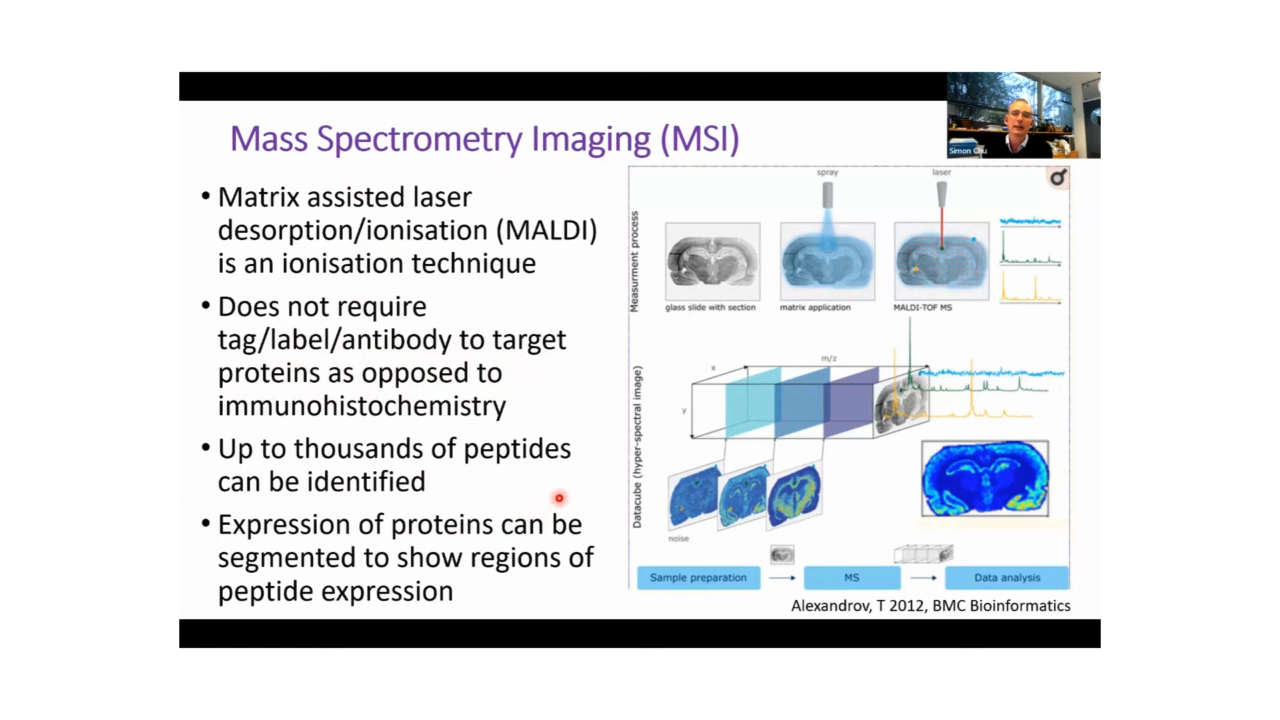 Mass Spectrometry Imaging (MSI)
Simon Chu
• Matrix assisted laser
desorption/ionisation (MALDI)
is an ionisation technique
• Does not require
tag/label/antibody to target
proteins as opposed to
immunohistochemistry
• Up to thousands of peptides
can be identified
• Expression of proteins can be
segmented to show regions of
peptide expression
spray
laser
Measurment process
glass slide with section
matrix application
MALDI-TOF MS
m/z
x
y
Datacube (hyper-spectral image)
noise
Sample preparation
MS
Data analysis
Alexandrov, T 2012, BMC Bioinformatics